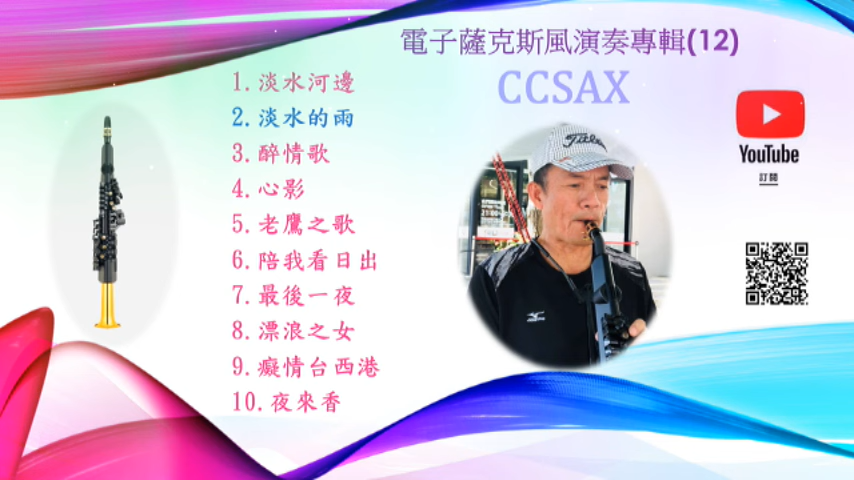 電子薩克斯風演奏專輯(12)
CCSAX
1.淡水河邊
2.淡水的雨
3.醉情歌
4.心影
5.老鷹之歌
6.陪我看日出
7.最後一夜
8.漂浪之女
9.癡情台西港
10.夜來香
Titleist
YouTube
訂閱
MIZUNO